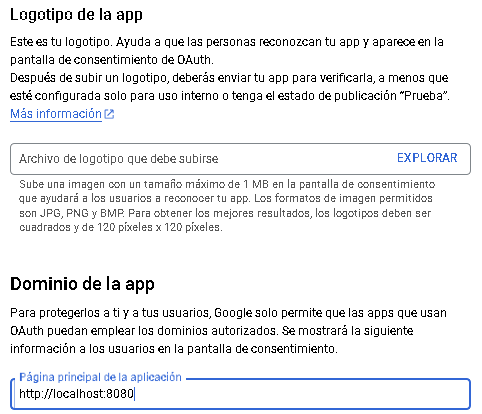 Logotipo de la app
Este es tu logotipo. Ayuda a que las personas reconozcan tu app y aparece en la
pantalla de consentimiento de OAuth.
Después de subir un logotipo, deberás enviar tu app para verificarla, a menos que
esté configurada solo para uso interno o tenga el estado de publicación “Prueba”.
Más información
Archivo de logotipo que debe subirse EXPLORAR
Sube una imagen con un tamaño máximo de 1 MB en la pantalla de consentimiento
que ayudará a los usuarios a reconocer tu app. Los formatos de imagen permitidos
son JPG, PNG y BMP. Para obtener los mejores resultados, los logotipos deben ser
cuadrados y de 120 píxeles x 120 píxeles.
Dominio de la app
Para protegerlos a ti y a tus usuarios, Google solo permite que las apps que usan
OAuth puedan emplear los dominios autorizados. Se mostrará la siguiente
información a los usuarios en la pantalla de consentimiento.
Página principal de la aplicación
http://localhost:8080